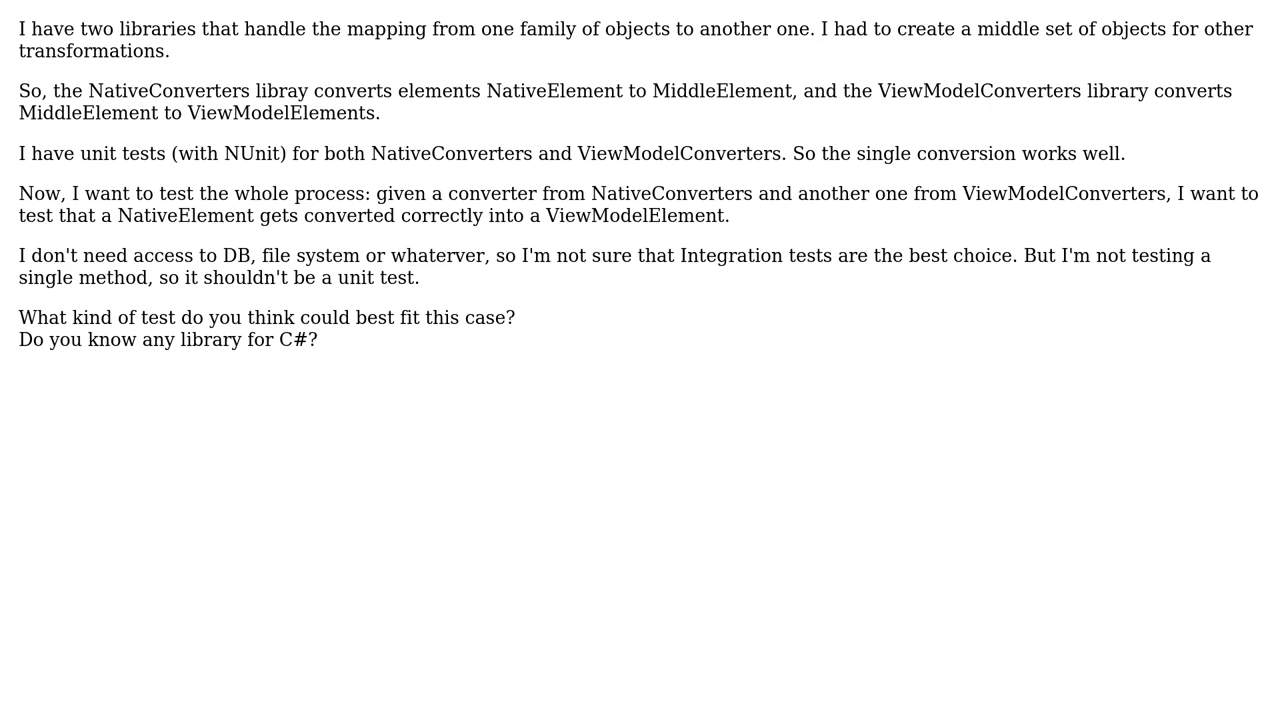 I have two libraries that handle the mapping from one family of objects to another one. I had to create a middle set of objects for other
transformations.
So, the NativeConverters libray converts elements NativeElement to MiddleElement, and the ViewModelConverters library converts
MiddleElement to ViewModelElements.
I have unit tests (with NUnit) for both NativeConverters and ViewModelConverters. So the single conversion works well.
Now, I want to test the whole process: given a converter from NativeConverters and another one from ViewModelConverters, I want to
test that a NativeElement gets converted correctly into a ViewModelElement.
I don't need access to DB, file system or whaterver, so I'm not sure that Integration tests are the best choice. But I'm not testing a
single method, so it shouldn't be a unit test.
What kind of test do you think could best fit this case?
Do you know any library for C#?